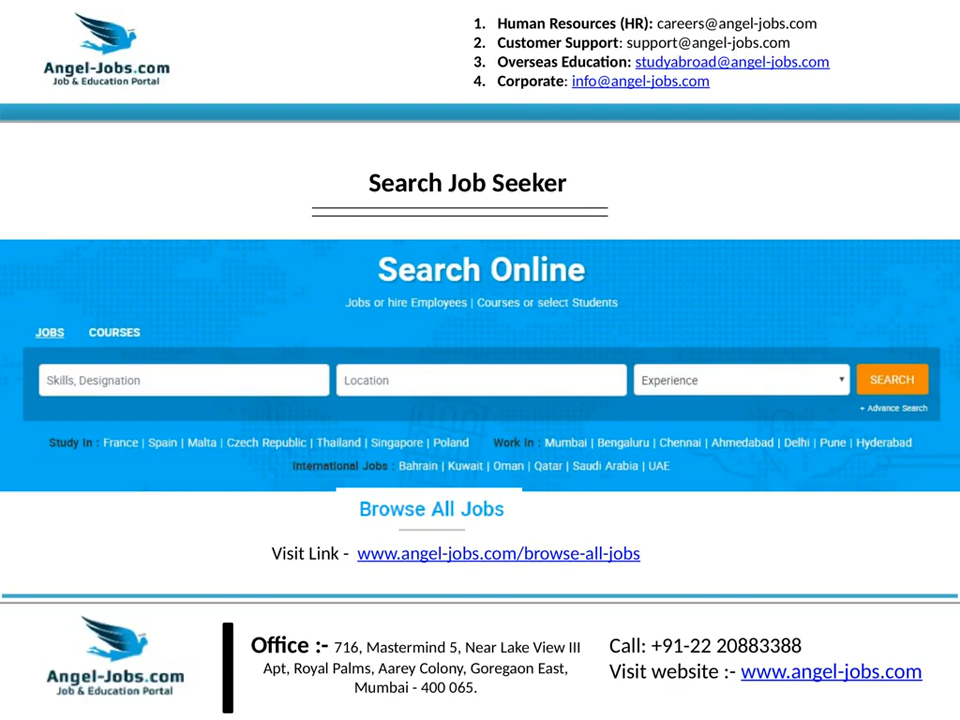 Angel-Jobs.com
Job & Education Portal
1. Human Resources (HR): careers@angel-jobs.com
2. Customer Support: support@angel-jobs.com
3. Overseas Education: studyabroad@angel-jobs.com
4. Corporate: info@angel-jobs.com
Search Job Seeker
Search Online
Jobs or hire Employees | Courses or select Students
JOBS COURSES
Skills, Designation Location Experience SEARCH
+ Advance Search
Study In : France | Spain | Malta | Czech Republic | Thailand | Singapore | Poland Work In : Mumbai | Bengaluru | Chennai | Ahmedabad | Delhi | Pune | Hyderabad
International Jobs : Bahrain | Kuwait | Oman | Qatar | Saudi Arabia | UAE
Browse All Jobs
Visit Link - www.angel-jobs.com/browse-all-jobs
Angel-Jobs.com
Job & Education Portal
Office :- 716, Mastermind 5, Near Lake View III
Apt, Royal Palms, Aarey Colony, Goregaon East,
Mumbai - 400 065.
Call: +91-22 20883388
Visit website :- www.angel-jobs.com